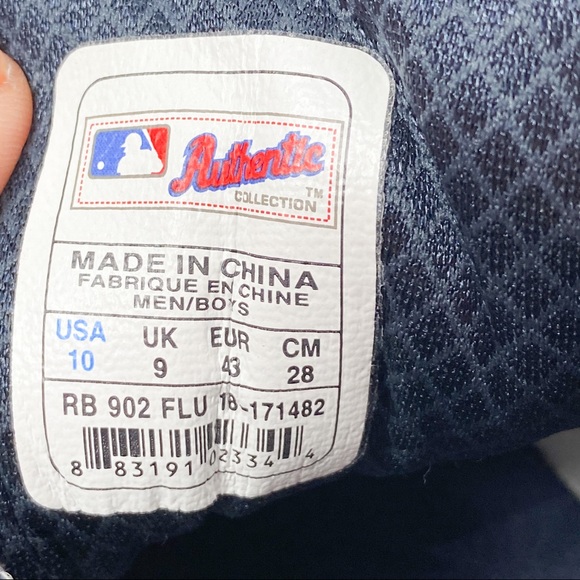 Authentic
COLLECTION
TM
MADE IN CHINA
FABRIQUE EN CHINE
MEN/BOYS
USA UK EUR CM
10 9 43 28
RB 902 FLU 18-171482
8 83191 02334 4